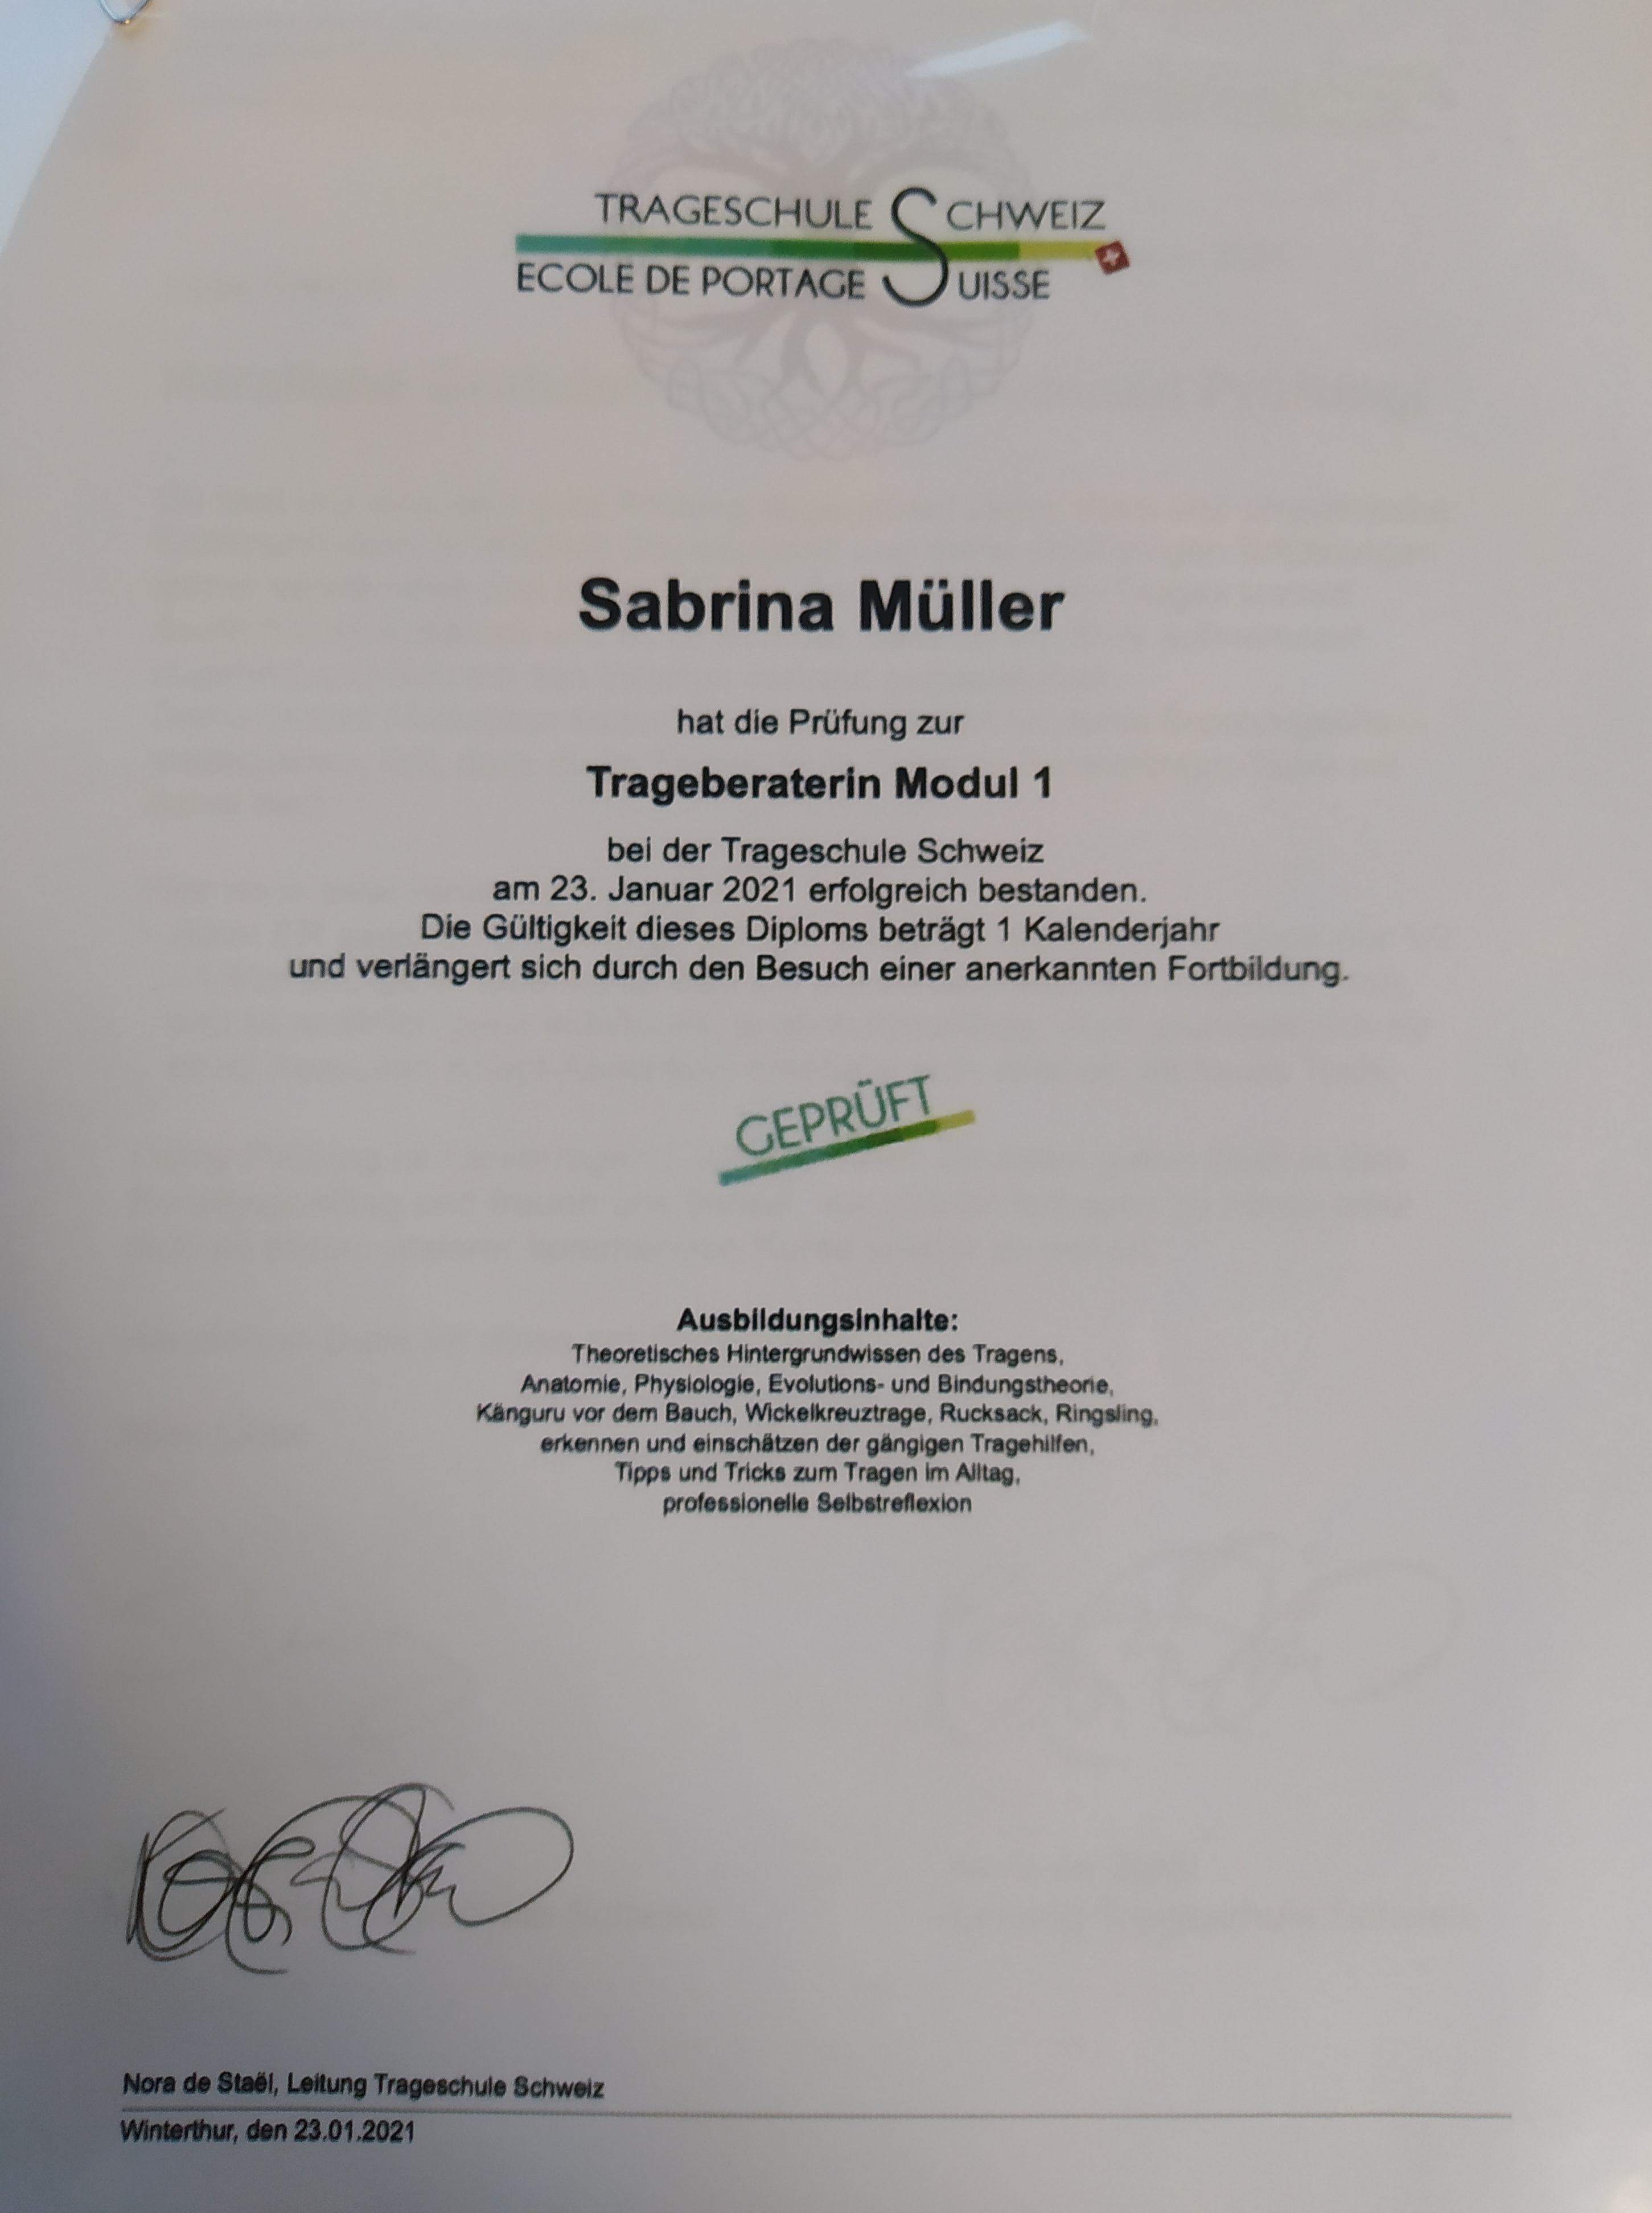 TRAGESCHULE SCHWEIZ
ECOLE DE PORTAGE SUISSE
Sabrina Müller
hat die Prüfung zur
Trageberaterin Modul 1
bei der Trageschule Schweiz
am 23. Januar 2021 erfolgreich bestanden.
Die Gültigkeit dieses Diploms beträgt 1 Kalenderjahr
und verlängert sich durch den Besuch einer anerkannten Fortbildung.
GEPRÜFT
Ausbildungsinhalte:
Theoretisches Hintergrundwissen des Tragens,
Anatomie, Physiologie, Evolutions- und Bindungstheorie,
Känguru vor dem Bauch, Wickelkreuztrage, Rucksack, Ringsling,
erkennen und einschätzen der gängigen Tragehilfen,
Tipps und Tricks zum Tragen im Alltag,
professionelle Selbstreflexion
Nora de Staël, Leitung Trageschule Schweiz
Winterthur, den 23.01.2021